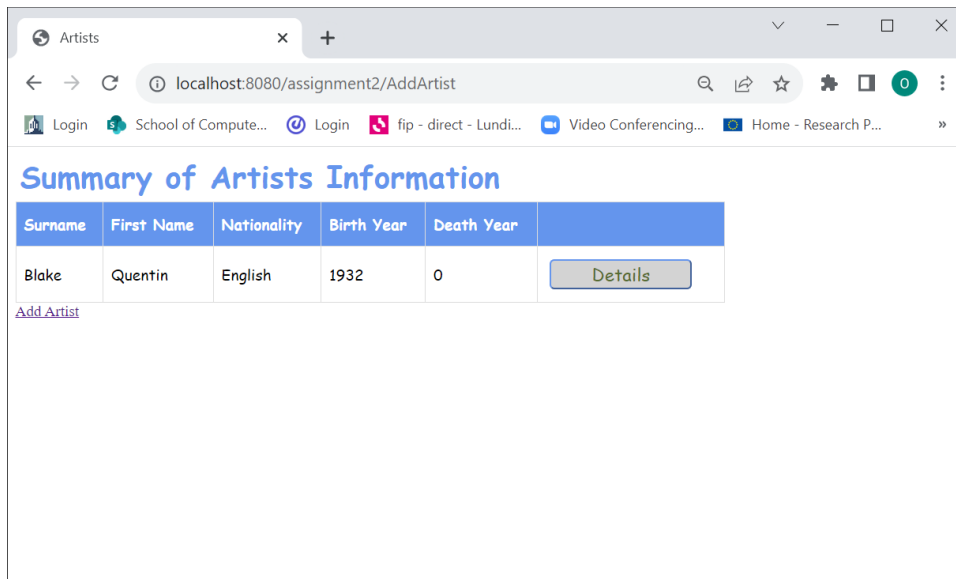 Artists
localhost:8080/assignment2/AddArtist
O
Login School of Compute... Login fip - direct - Lundi... Video Conferencing... Home - Research P... »
Summary of Artists Information
Surname First Name Nationality Birth Year Death Year
Blake Quentin English 1932 0 Details
Add Artist